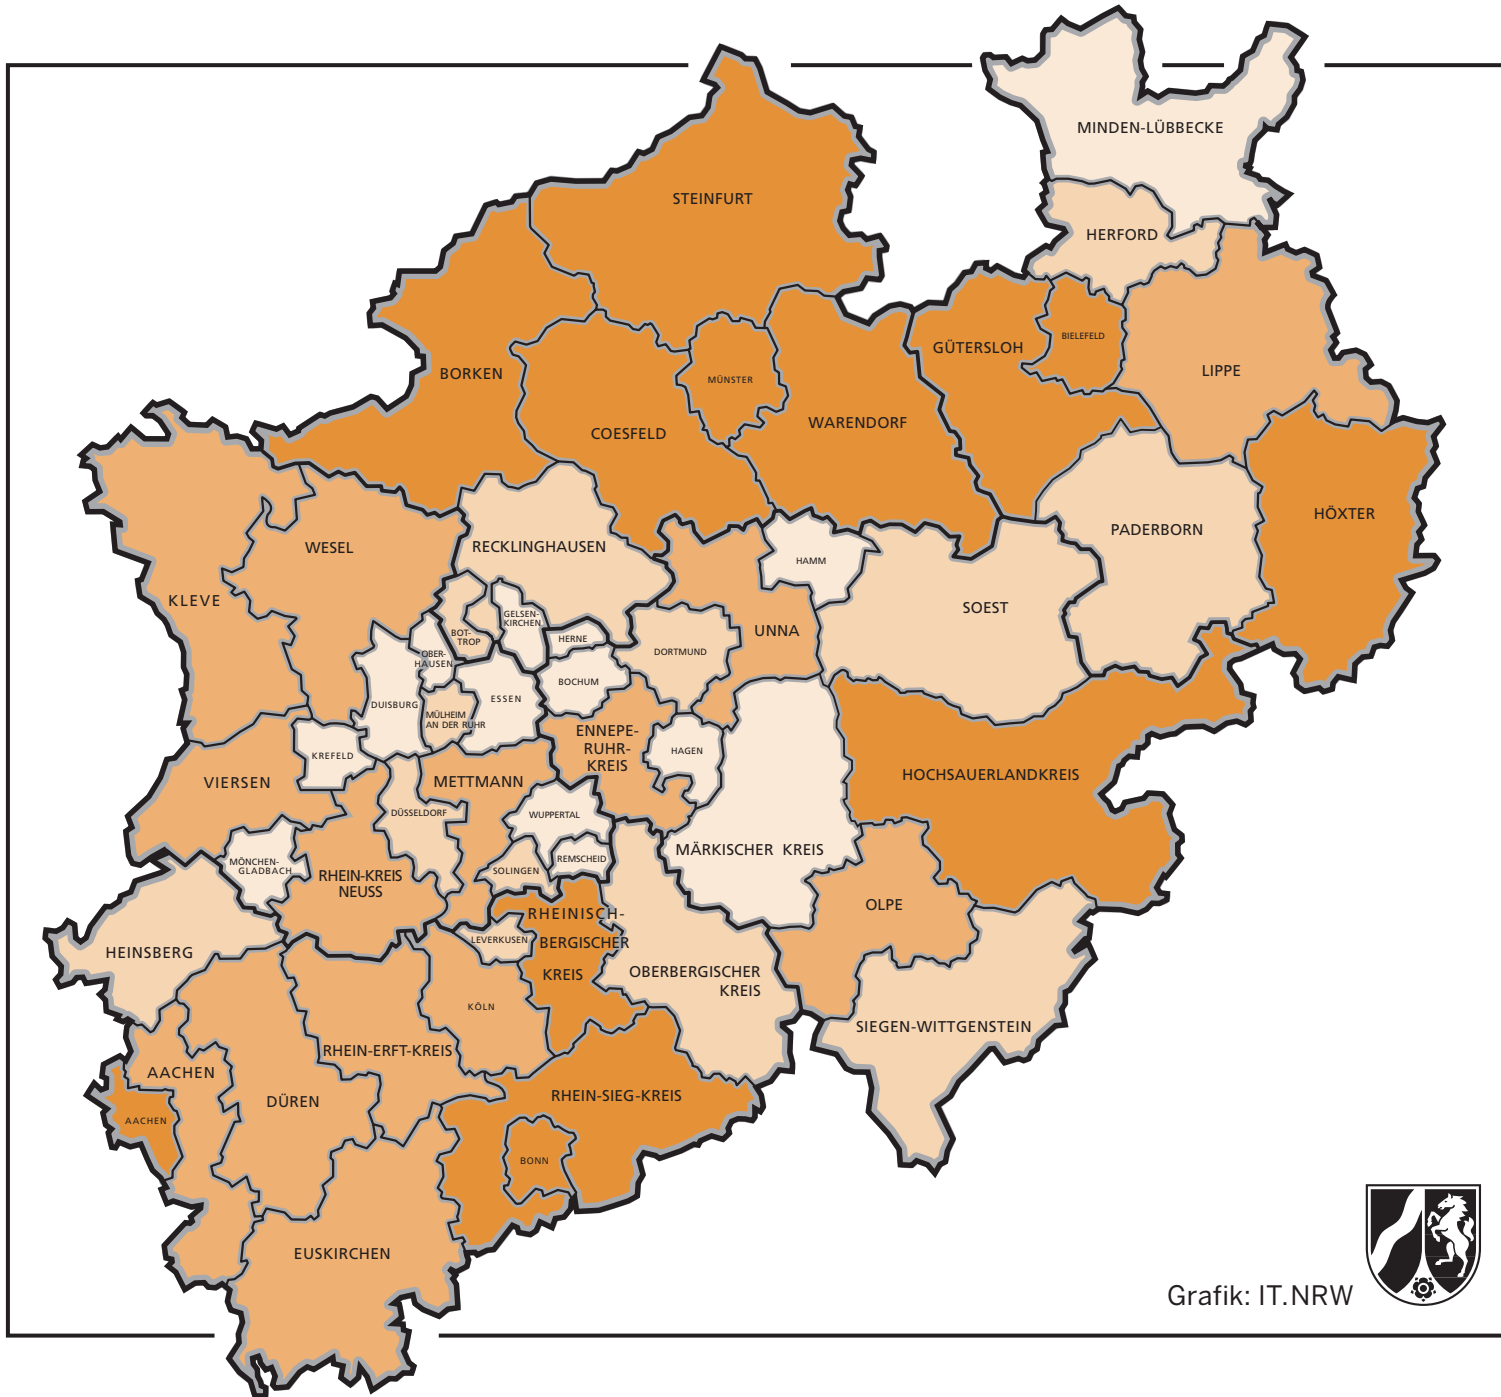 MINDEN-LÜBBECKE
STEINFURT
HERFORD
BIELEFELD
GÜTERSLOH
LIPPE
BORKEN
MÜNSTER
WARENDORF
COESFELD
HÖXTER
PADERBORN
WESEL
RECKLINGHAUSEN
HAMM
KLEVE
SOEST
GELSEN-
KIRCHEN
BOT-
TROP
HERNE
UNNA
OBER-
HAUSEN
DORTMUND
BOCHUM
DUISBURG
ESSEN
MÜLHEIM
AN DER RUHR
ENNEPE-
RUHR-
KREIS
HAGEN
KREFELD
HOCHSAUERLANDKREIS
VIERSEN
METTMANN
DÜSSELDORF
WUPPERTAL
MÄRKISCHER KREIS
REMSCHEID
MÖNCHEN-
GLADBACH
SOLINGEN
RHEIN-KREIS
NEUSS
OLPE
RHEINISCH-
BERGISCHER
KREIS
LEVERKUSEN
HEINSBERG
OBERBERGISCHER
KREIS
KÖLN
SIEGEN-WITTGENSTEIN
RHEIN-ERFT-KREIS
AACHEN
DÜREN
RHEIN-SIEG-KREIS
AACHEN
BONN
EUSKIRCHEN
Grafik: IT.NRW